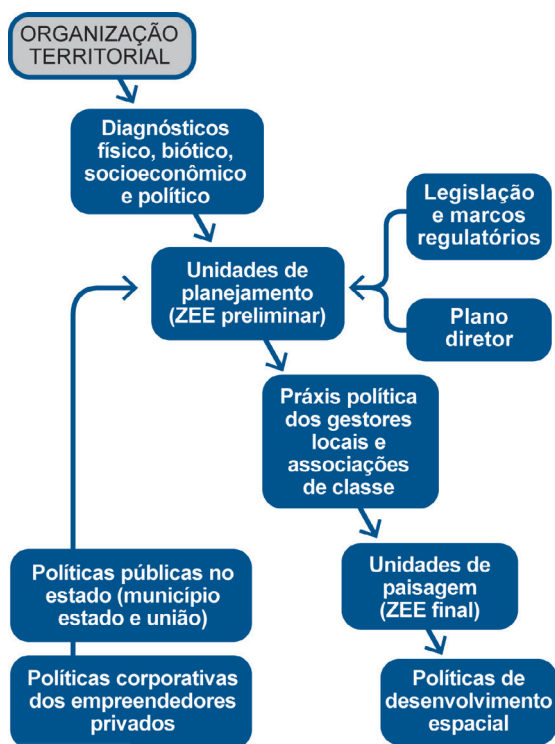 ORGANIZAÇÃO
TERRITORIAL
Diagnósticos
físico, biótico,
socioeconômico
e político
Legislação
e marcos
regulatórios
Unidades de
planejamento
(ZEE preliminar)
Plano
diretor
Práxis política
dos gestores
locais e
associações
de classe
Políticas públicas no
estado (município
estado e união)
Unidades de
paisagem
(ZEE final)
Políticas corporativas
dos empreendedores
privados
Políticas de
desenvolvimento
espacial